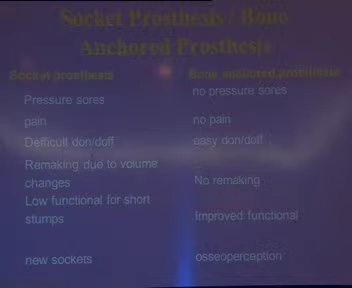 Socket Prosthesis / Bone
Anchored Prosthesis
Socket prosthesis
Bone anchored prosthesis
Pressure sores
no pressure sores
pain
no pain
Defficult don/doff
easy don/doff
Remaking due to volume
changes
No remaking
Low functional for short
stumps
Improved functional
new sockets
osseoperception